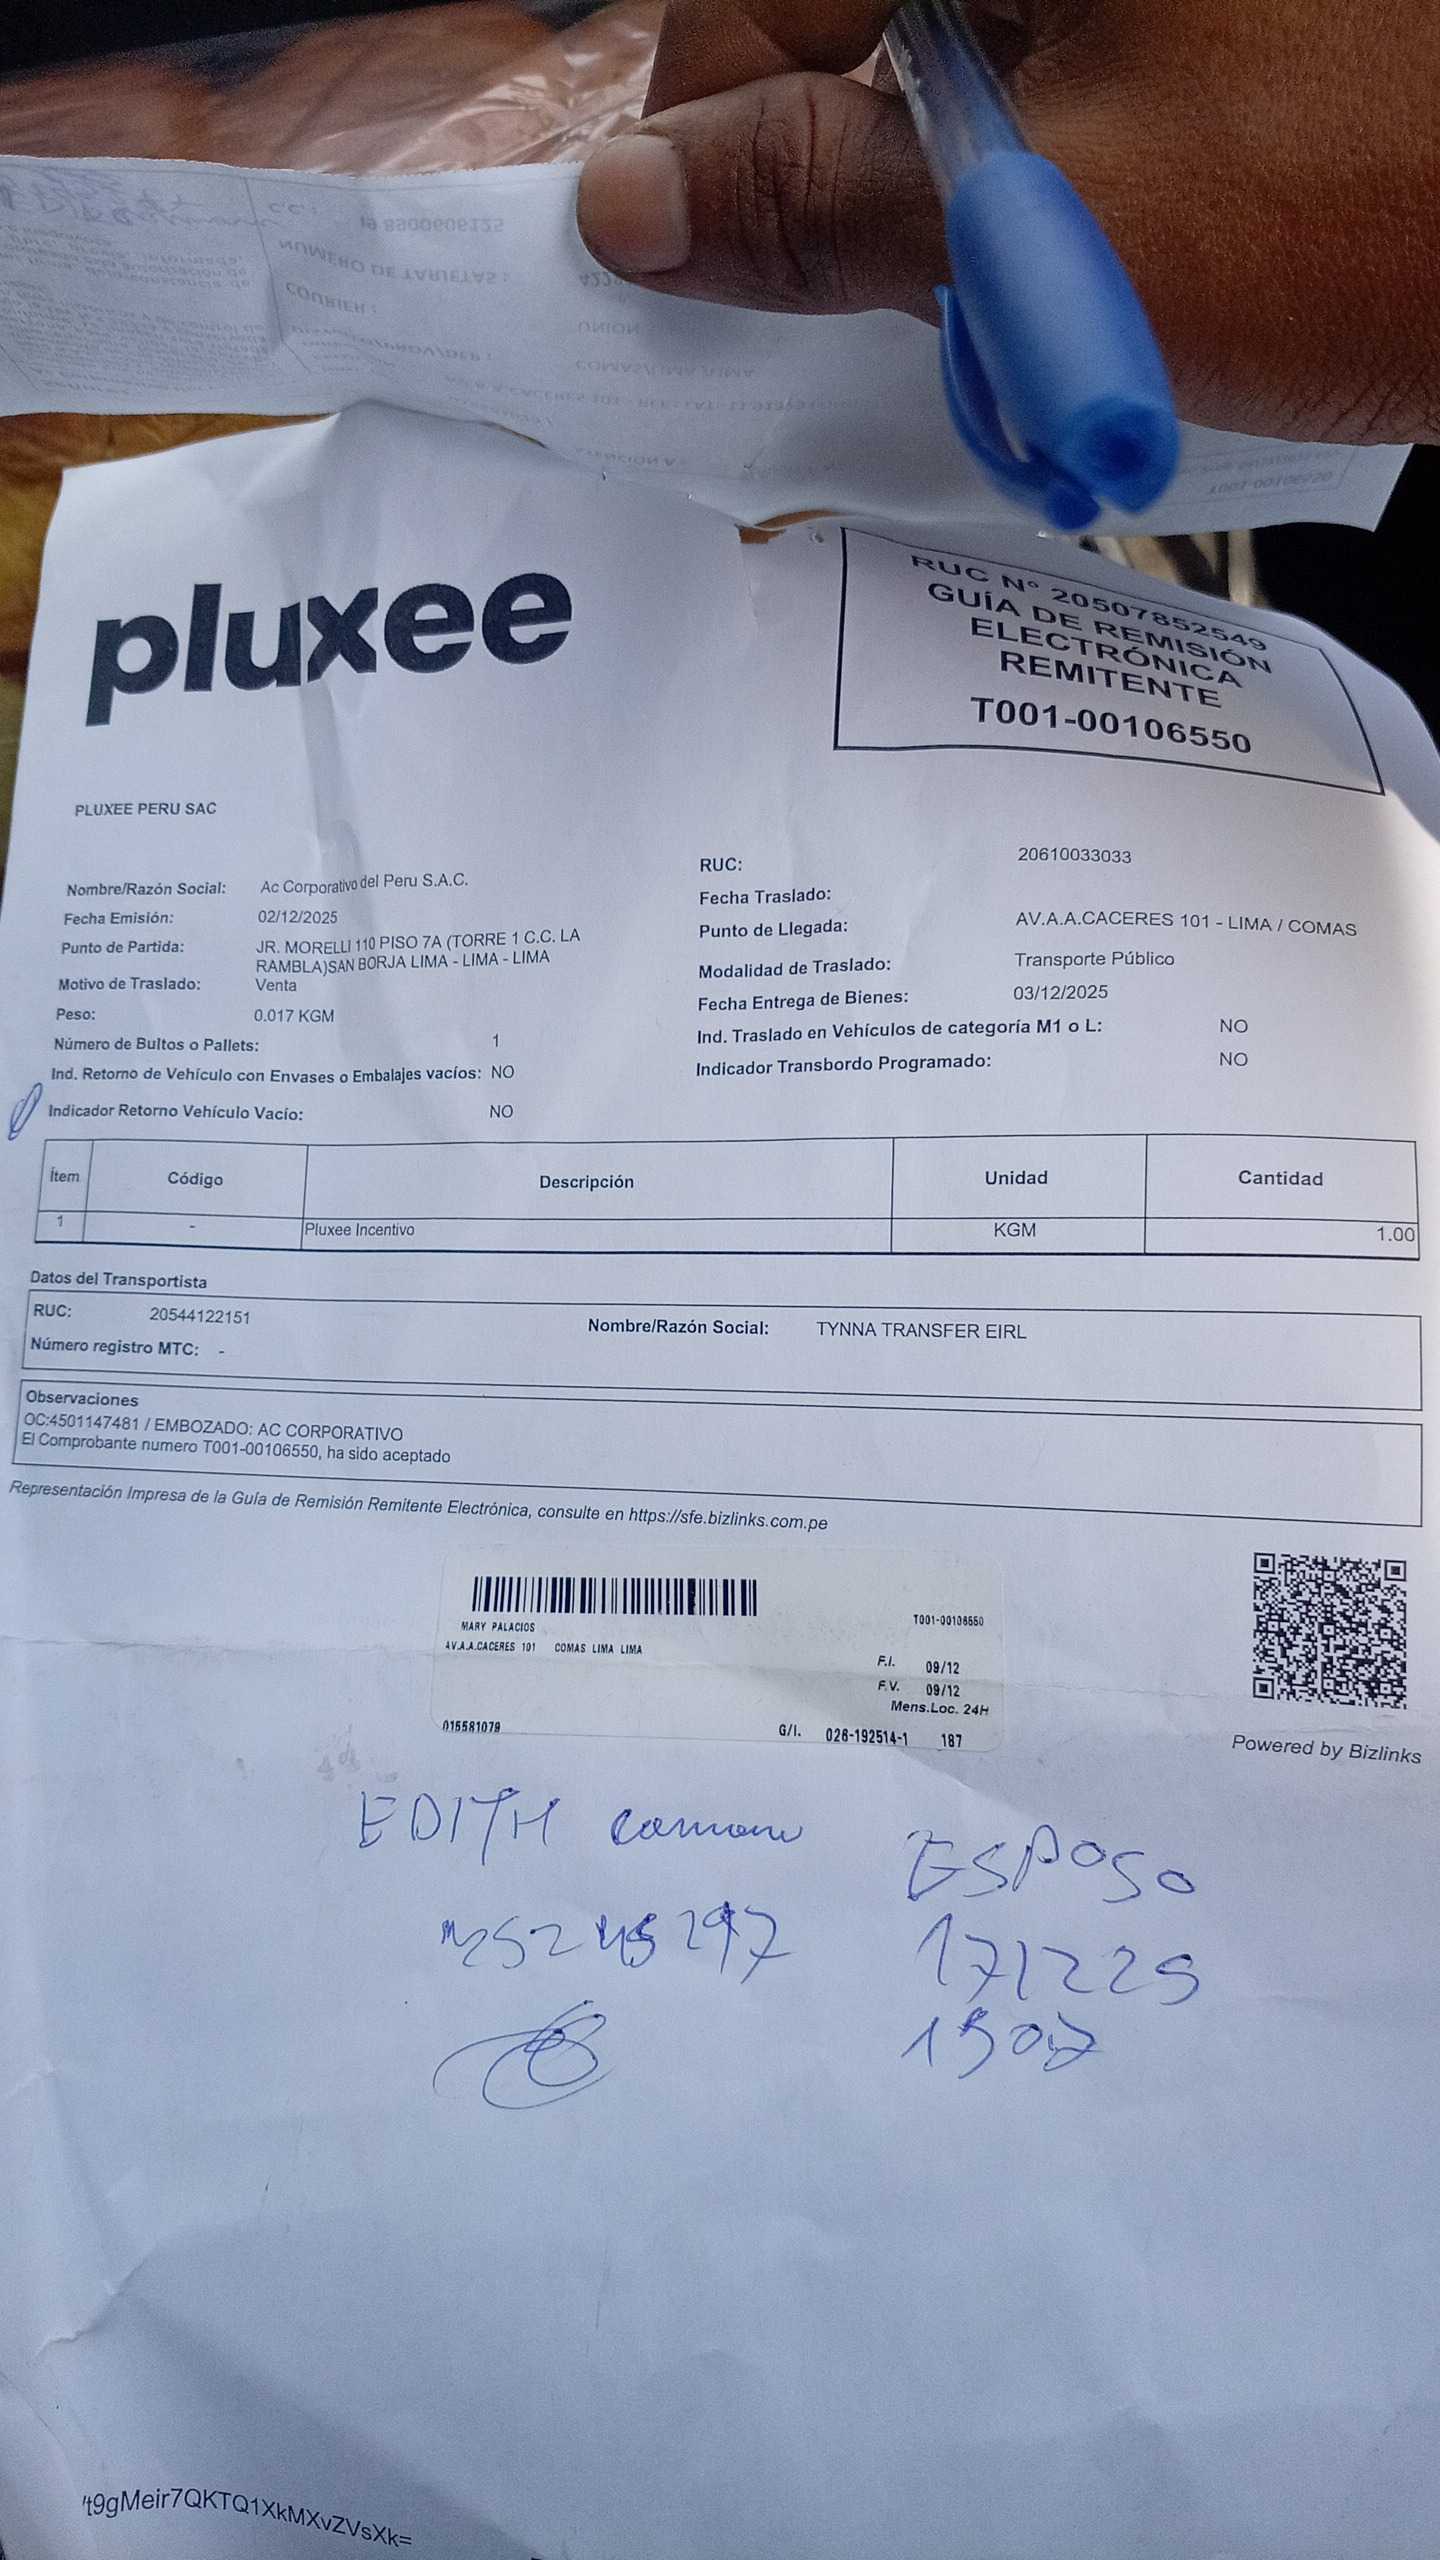 pluxee
RUC Nº 20507852549
GUÍA DE REMISIÓN
ELECTRÓNICA
REMITENTE
T001-00106550
PLUXEE PERU SAC
Nombre/Razón Social: Ac Corporativo del Peru S.A.C.
Fecha Emisión: 02/12/2025
Punto de Partida: JR. MORELLI 110 PISO 7A (TORRE 1 C.C. LA
RAMBLA)SAN BORJA LIMA - LIMA - LIMA
Motivo de Traslado: Venta
Peso: 0.017 KGM
Número de Bultos o Pallets: 1
Ind. Retorno de Vehículo con Envases o Embalajes vacíos: NO
Indicador Retorno Vehículo Vacío: NO
RUC: 20610033033
Fecha Traslado:
Punto de Llegada: AV.A.A.CACERES 101 - LIMA / COMAS
Modalidad de Traslado: Transporte Público
Fecha Entrega de Bienes: 03/12/2025
Ind. Traslado en Vehículos de categoría M1 o L: NO
Indicador Transbordo Programado: NO
Ítem Código Descripción Unidad Cantidad
1 - Pluxee Incentivo KGM 1.00
Datos del Transportista
RUC: 20544122151 Nombre/Razón Social: TYNNA TRANSFER EIRL
Número registro MTC: -
Observaciones
OC:4501147481 / EMBOZADO: AC CORPORATIVO
El Comprobante numero T001-00106550, ha sido aceptado
Representación Impresa de la Guía de Remisión Remitente Electrónica, consulte en https://sfe.bizlinks.com.pe
MARY PALACIOS T001-00106550
AV.A.A.CACERES 101 COMAS LIMA LIMA
F.I. 09/12
F.V. 09/12
Mens.Loc. 24H
015581079 G/I. 026-192514-1 187
Powered by Bizlinks
EDITH
ESPOSO
171225
1507
t9gMeir7QKTQ1XkMXvZVsXk=